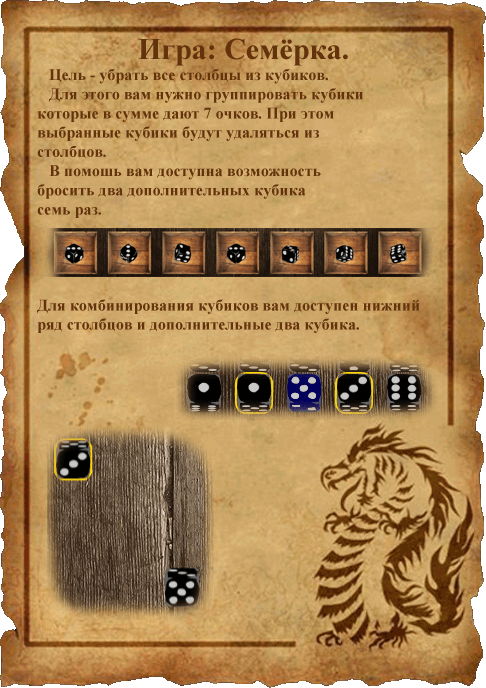 Игра: Семёрка.
Цель - убрать все столбцы из кубиков.
Для этого вам нужно группировать кубики
которые в сумме дают 7 очков. При этом
выбранные кубики будут удаляться из
столбцов.
В помощь вам доступна возможность
бросить два дополнительных кубика
семь раз.
Для комбинирования кубиков вам доступен нижний
ряд столбцов и дополнительные два кубика.